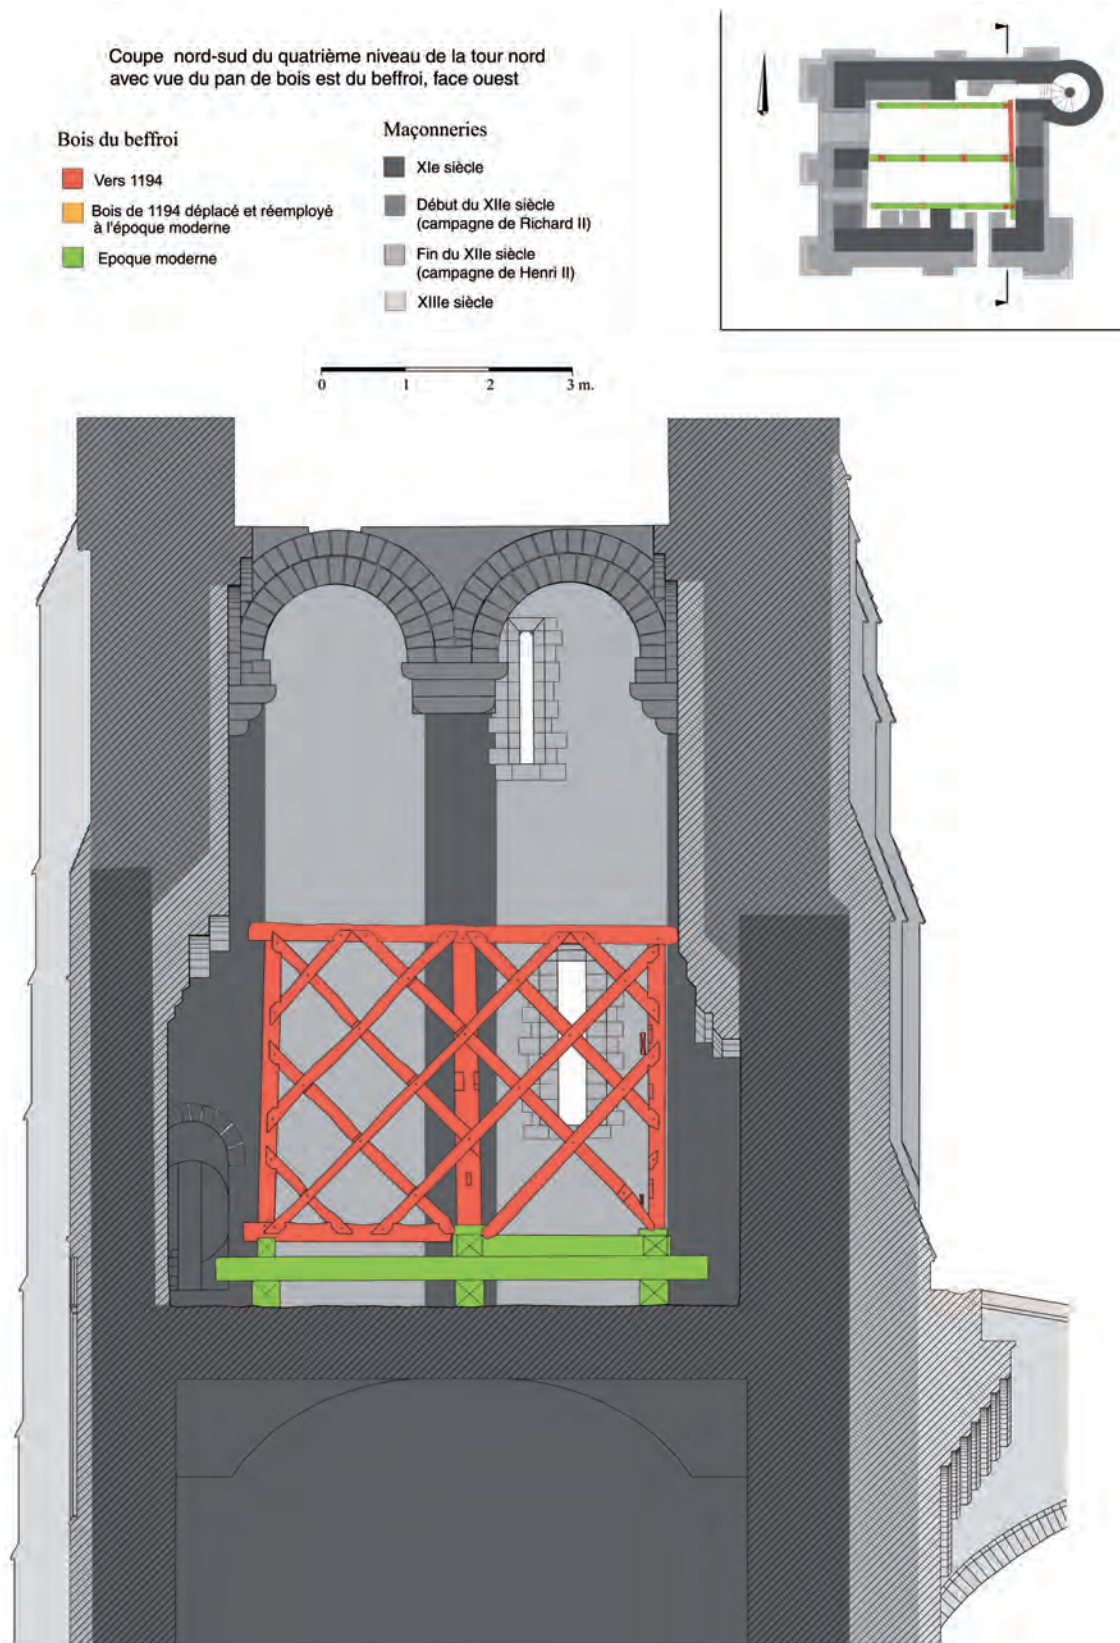 Coupe nord-sud du quatrième niveau de la tour nord
avec vue du pan de bois est du beffroi, face ouest
Bois du beffroi
Vers 1194
Bois de 1194 déplacé et réemployé
à l'époque moderne
Epoque moderne
Maçonneries
XIe siècle
Début du XIIe siècle
(campagne de Richard II)
Fin du XIIe siècle
(campagne de Henri II)
XIIIe siècle
0 1 2 3 m.